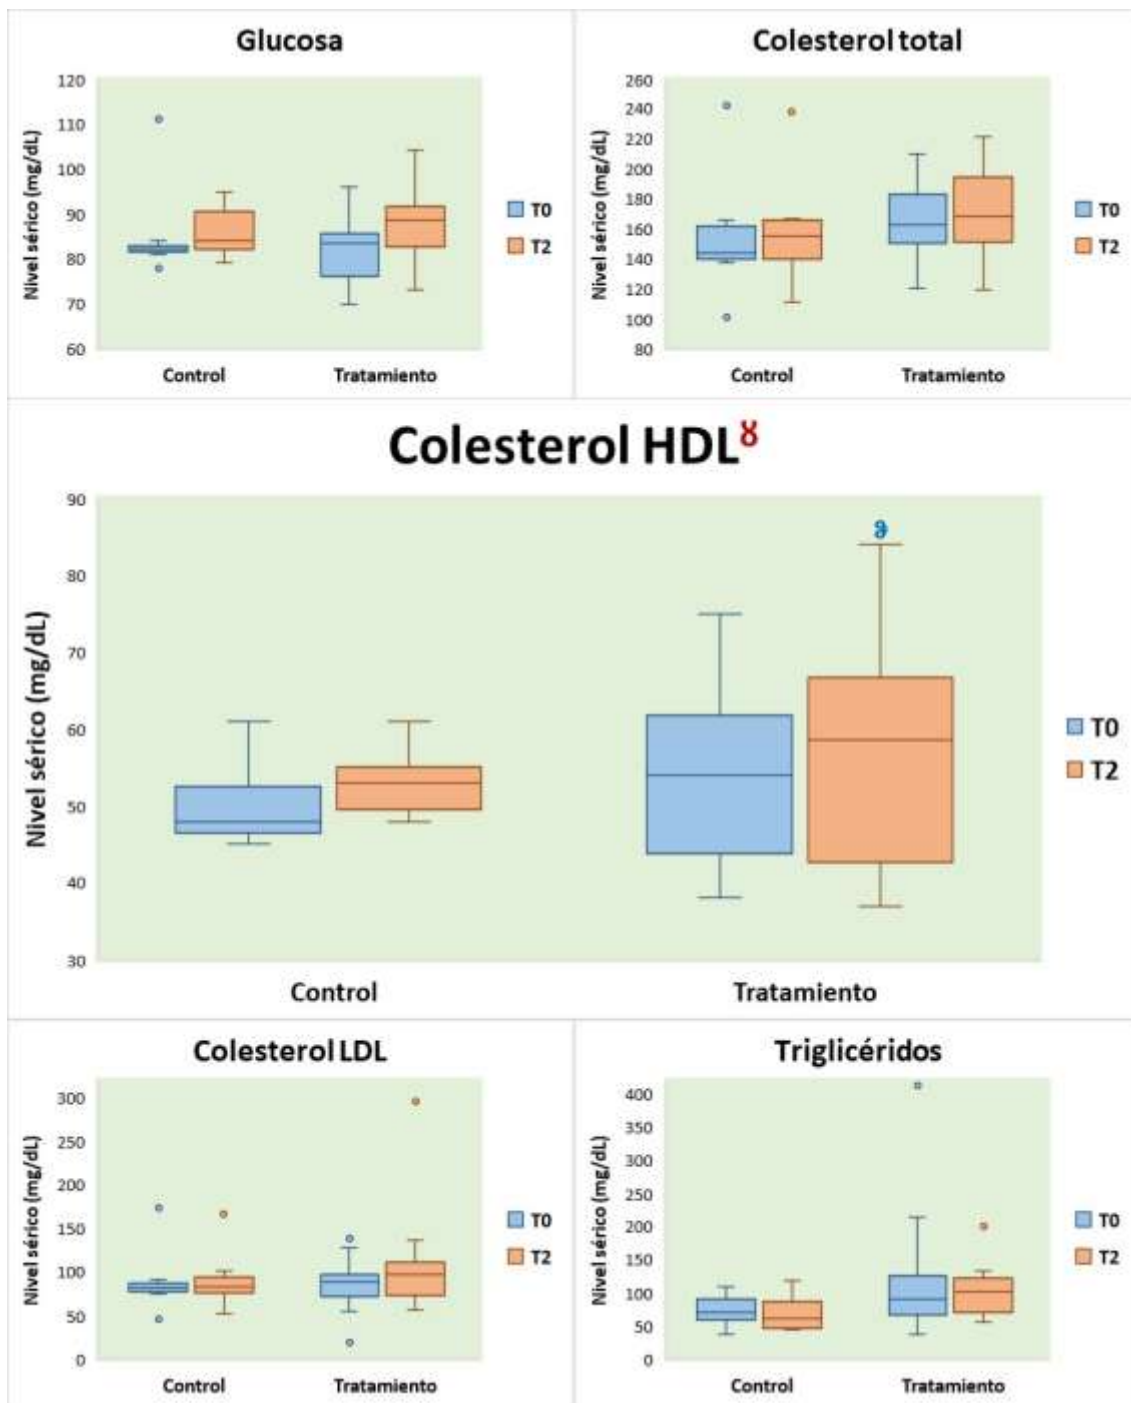 Glucosa
Nivel sérico (mg/dL)
120
110
100
90
80
70
60
Control
Tratamiento
T0
T2
Colesterol total
Nivel sérico (mg/dL)
260
240
220
200
180
160
140
120
100
80
Control
Tratamiento
T0
T2
Colesterol HDL
Nivel sérico (mg/dL)
90
80
70
60
50
40
30
Control
Tratamiento
T0
T2
Colesterol LDL
Nivel sérico (mg/dL)
300
250
200
150
100
50
0
Control
Tratamiento
T0
T2
Triglicéridos
Nivel sérico (mg/dL)
400
350
300
250
200
150
100
50
0
Control
Tratamiento
T0
T2